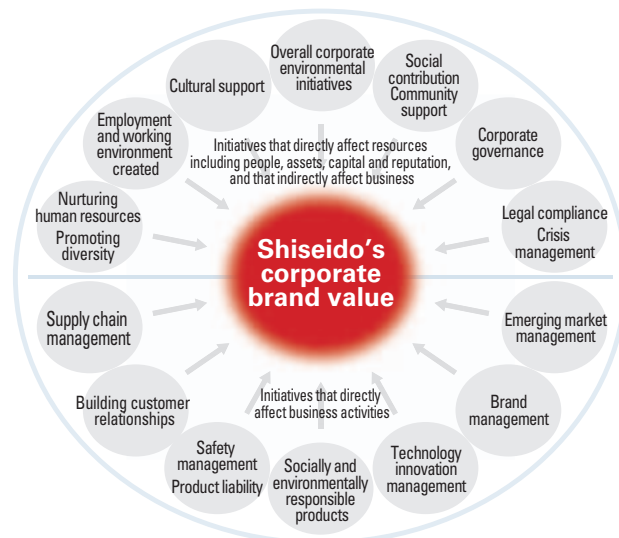 Overall corporate
environmental
initiatives
Social
contribution
Community
support
Cultural support
Employment
and working
environment
created
Corporate
governance
Initiatives that directly affect resources
including people, assets, capital and reputation,
and that indirectly affect business
Nurturing
human resources
Promoting
diversity
Legal compliance
Crisis
management
Shiseido's
corporate
brand value
Supply chain
management
Emerging market
management
Building customer
relationships
Initiatives that directly
affect business activities
Brand
management
Safety
management
Product liability
Socially and
environmentally
responsible
products
Technology
innovation
management